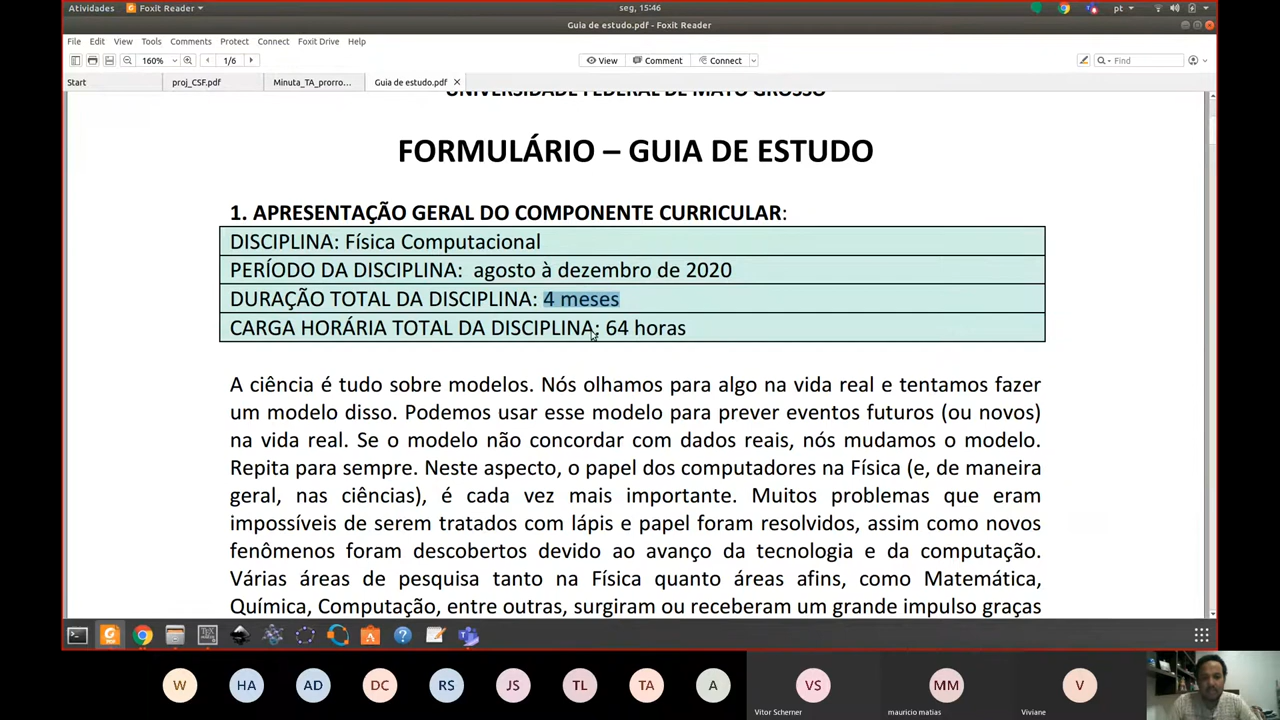 Atividades Foxit Reader seg, 15:46 pt
Guia de estudo.pdf - Foxit Reader
File Edit View Tools Comments Protect Connect Foxit Drive Help
160% 1/6 View Comment Connect Find
Start proj_CSF.pdf Minuta_TA_prorro... Guia de estudo.pdf
UNIVERSIDADE FEDERAL DE MATO GROSSO
FORMULÁRIO – GUIA DE ESTUDO
1. APRESENTAÇÃO GERAL DO COMPONENTE CURRICULAR:
DISCIPLINA: Física Computacional
PERÍODO DA DISCIPLINA: agosto à dezembro de 2020
DURAÇÃO TOTAL DA DISCIPLINA: 4 meses
CARGA HORÁRIA TOTAL DA DISCIPLINA: 64 horas
A ciência é tudo sobre modelos. Nós olhamos para algo na vida real e tentamos fazer
um modelo disso. Podemos usar esse modelo para prever eventos futuros (ou novos)
na vida real. Se o modelo não concordar com dados reais, nós mudamos o modelo.
Repita para sempre. Neste aspecto, o papel dos computadores na Física (e, de maneira
geral, nas ciências), é cada vez mais importante. Muitos problemas que eram
impossíveis de serem tratados com lápis e papel foram resolvidos, assim como novos
fenômenos foram descobertos devido ao avanço da tecnologia e da computação.
Várias áreas de pesquisa tanto na Física quanto áreas afins, como Matemática,
Química, Computação, entre outras, surgiram ou receberam um grande impulso graças
W HA AD DC RS JS TL TA A VS MM V
Vitor Scherner mauricio matias Viviane